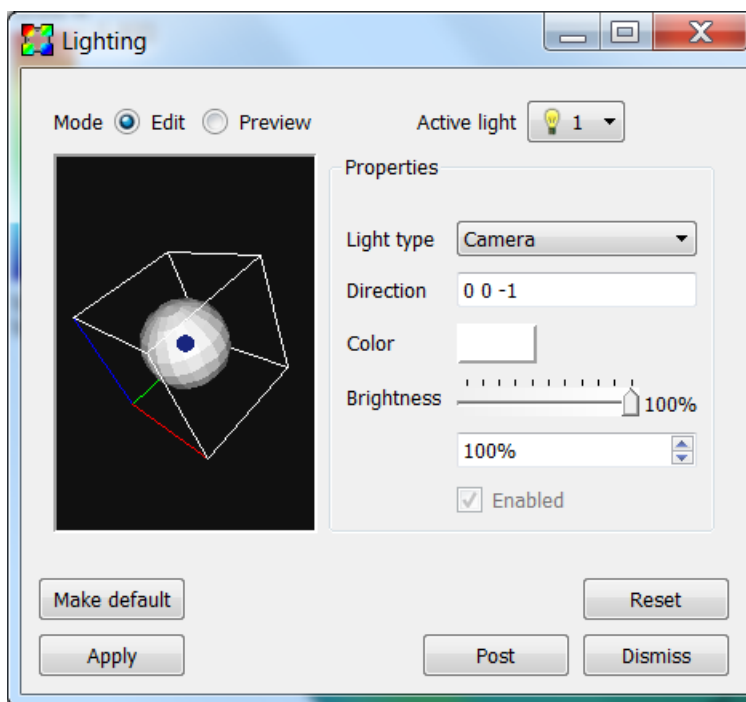 Lighting
Mode Edit Preview Active light 1
Properties
Light type Camera
Direction 0 0 -1
Color
Brightness 100%
100%
Enabled
Make default Reset
Apply Post Dismiss